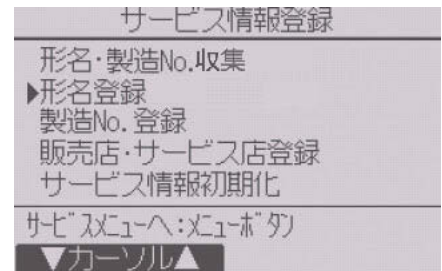 サービス情報登録
形名･製造No.収集
▶形名登録
製造No.登録
販売店･サービス店登録
サービス情報初期化
ｻｰﾋﾞｽﾒﾆｭｰへ:ﾒﾆｭｰﾎﾞﾀﾝ
▼カーソル▲